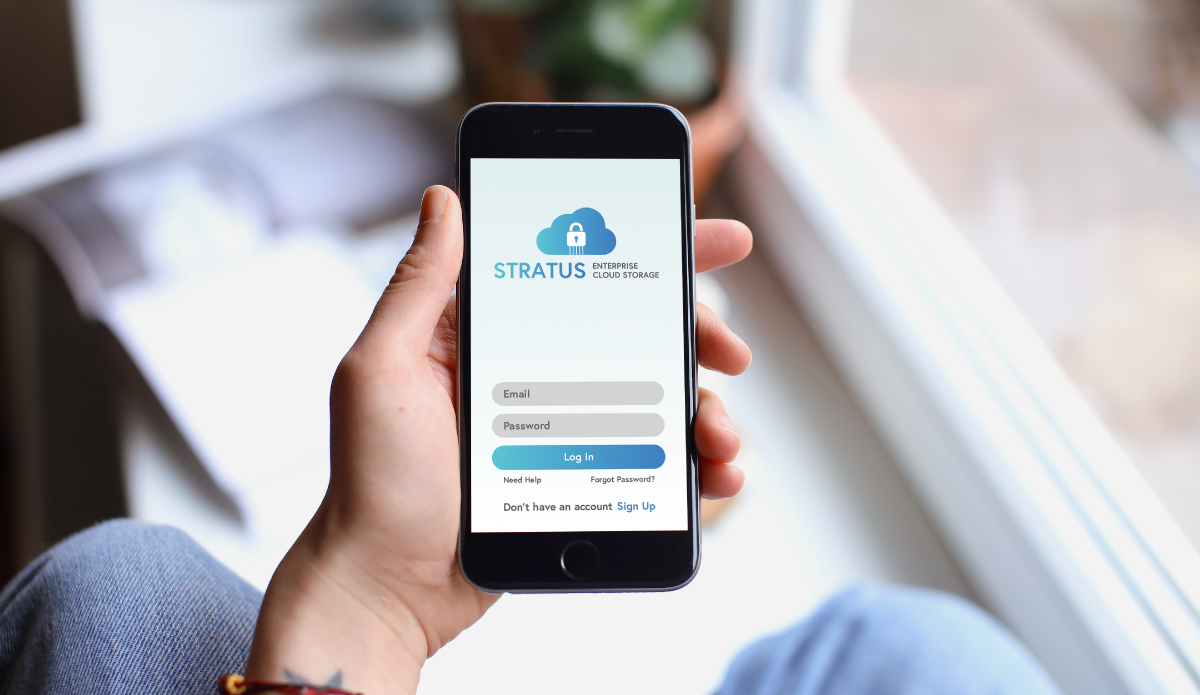 STRATUS ENTERPRISE
CLOUD STORAGE
Email
Password
Log In
Need Help Forgot Password?
Don't have an account Sign Up